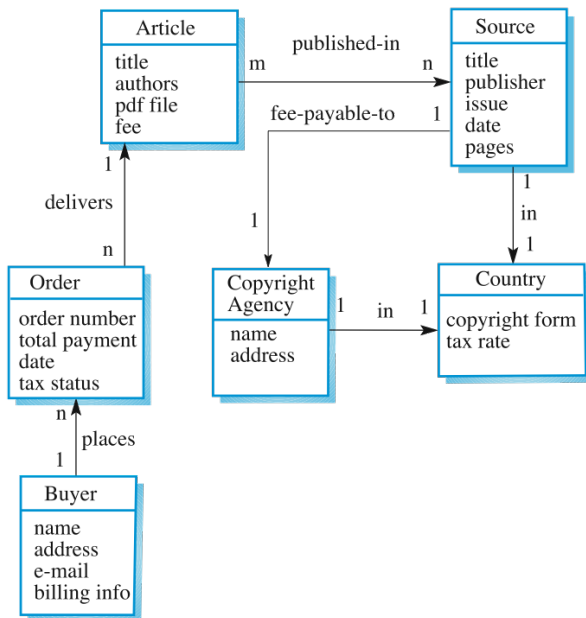 Article
title
authors
pdf file
fee
m
published-in
n
Source
title
publisher
issue
date
pages
fee-payable-to
1
1
1
delivers
n
1
in
1
Order
order number
total payment
date
tax status
Copyright
Agency
name
address
1
in
1
Country
copyright form
tax rate
n
places
1
Buyer
name
address
e-mail
billing info